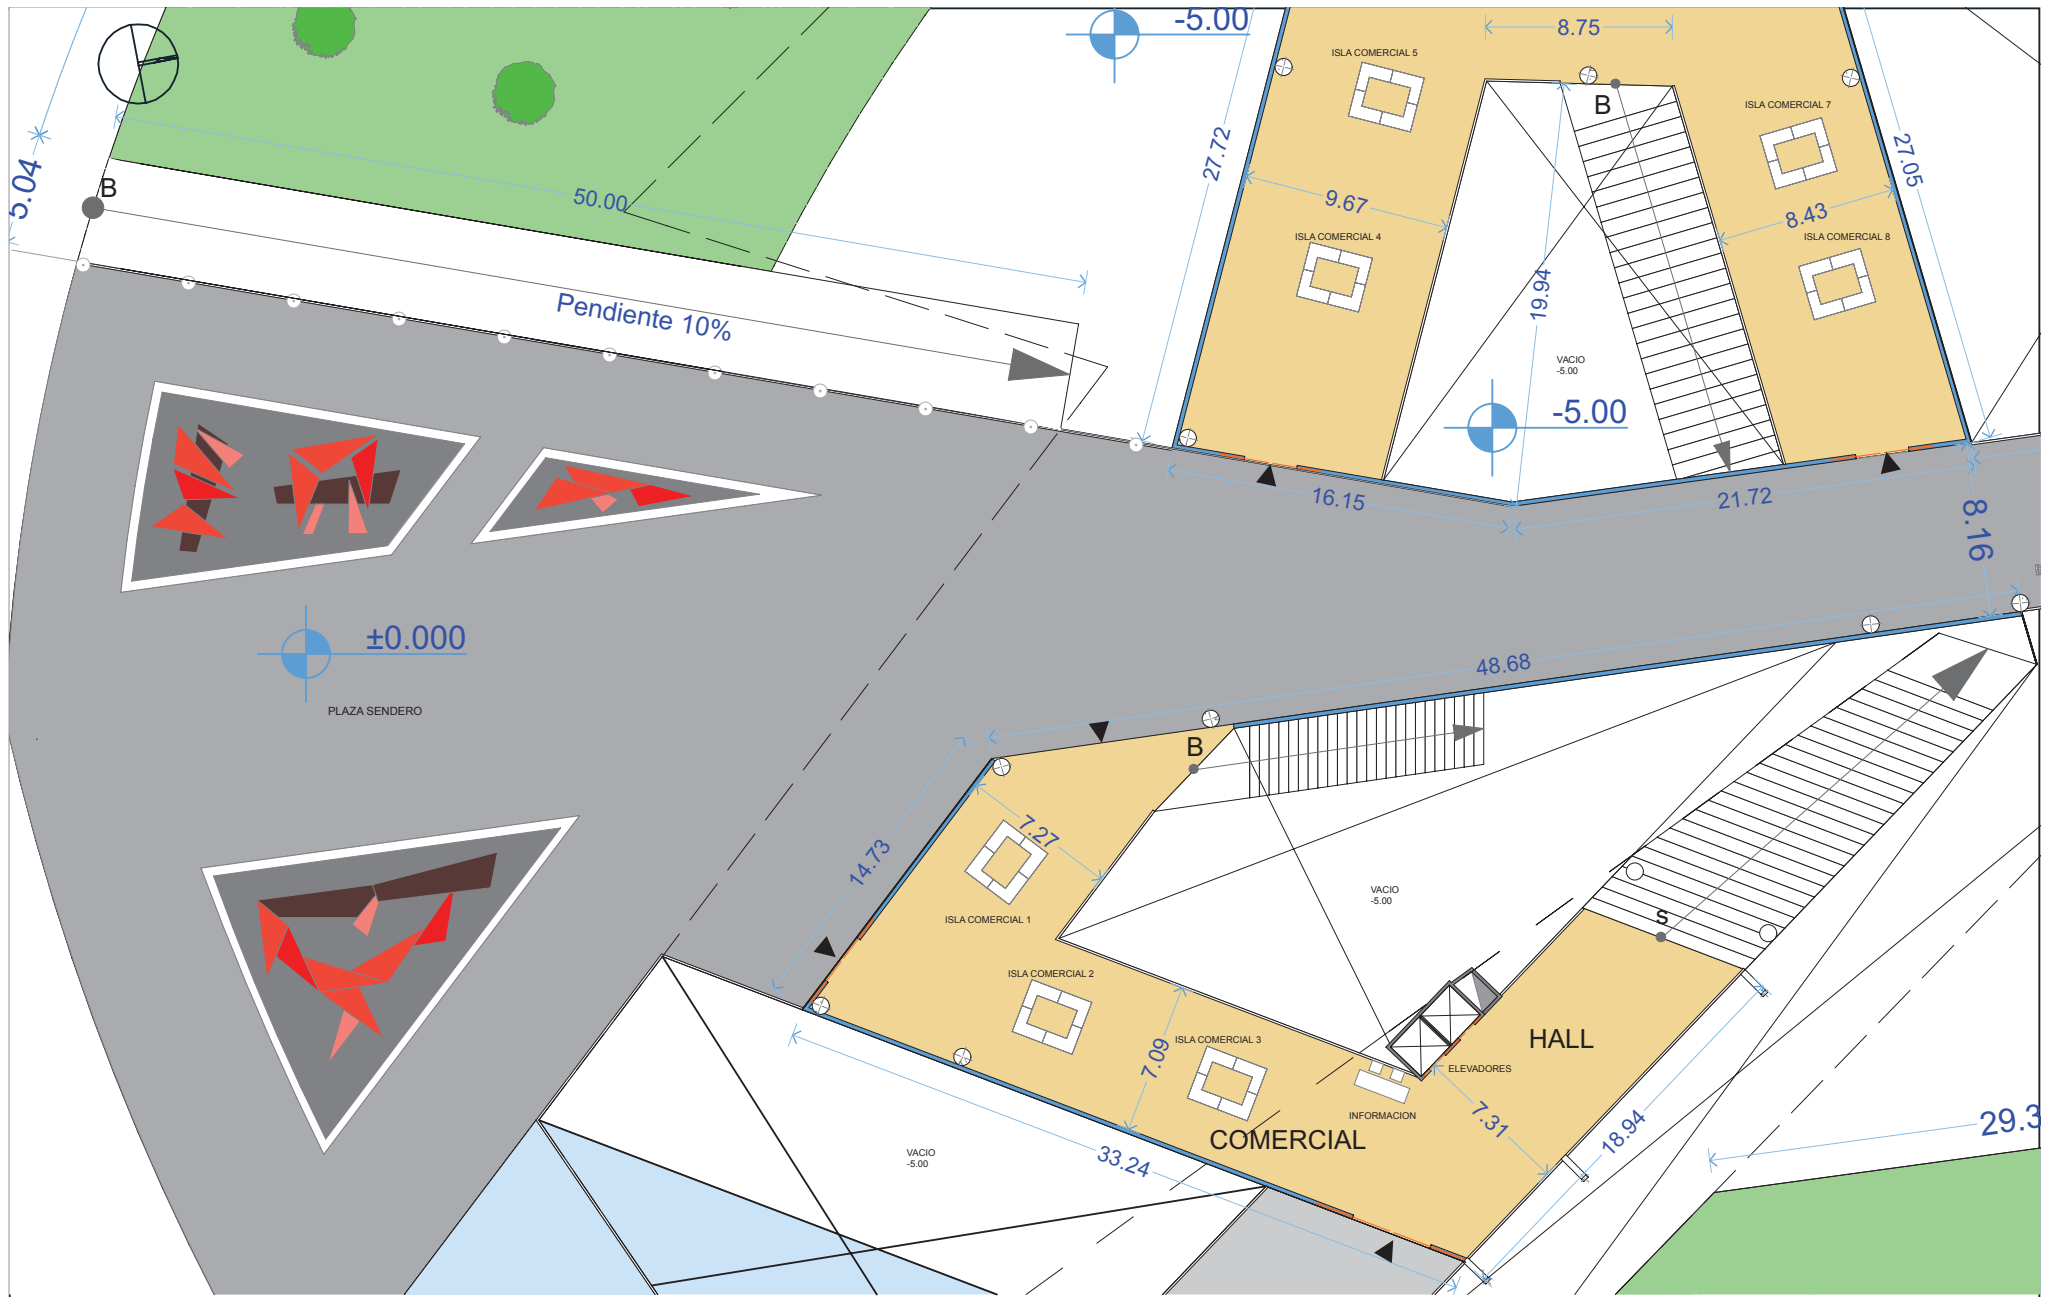 -5.00
8.75
ISLA COMERCIAL 5
B
ISLA COMERCIAL 7
27.72
27.05
5.04
B
50.00
9.67
8.43
ISLA COMERCIAL 4
ISLA COMERCIAL 8
19.94
Pendiente 10%
VACIO
-5.00
-5.00
16.15
21.72
8.16
±0.000
PLAZA SENDERO
48.68
B
7.27
14.73
VACIO
-5.00
ISLA COMERCIAL 1
s
ISLA COMERCIAL 2
7.09
ISLA COMERCIAL 3
HALL
ELEVADORES
INFORMACION
7.31
18.94
29.3
COMERCIAL
33.24
VACIO
-5.00